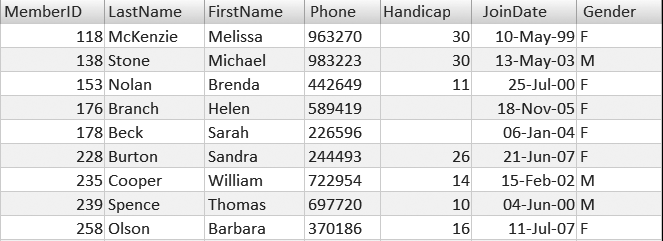 MemberID LastName FirstName Phone Handicap JoinDate Gender
118 McKenzie Melissa 963270 30 10-May-99 F
138 Stone Michael 983223 30 13-May-03 M
153 Nolan Brenda 442649 11 25-Jul-00 F
176 Branch Helen 589419 18-Nov-05 F
178 Beck Sarah 226596 06-Jan-04 F
228 Burton Sandra 244493 26 21-Jun-07 F
235 Cooper William 722954 14 15-Feb-02 M
239 Spence Thomas 697720 10 04-Jun-00 M
258 Olson Barbara 370186 16 11-Jul-07 F